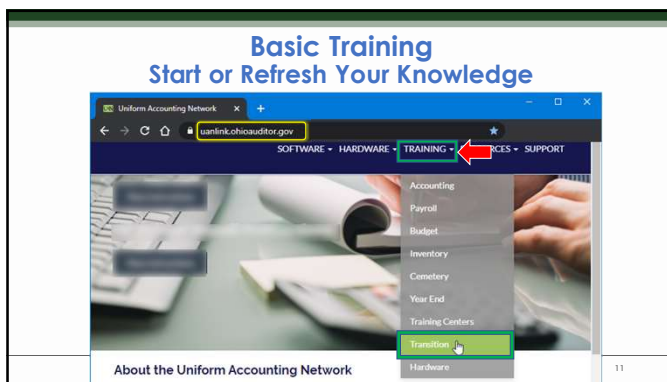 Basic Training
Start or Refresh Your Knowledge
Uniform Accounting Network
uanlink.ohioauditor.gov
SOFTWARE HARDWARE TRAINING RCES SUPPORT
Accounting
Payroll
Budget
Inventory
Cemetery
Year End
Training Centers
Transition
Hardware
About the Uniform Accounting Network
11